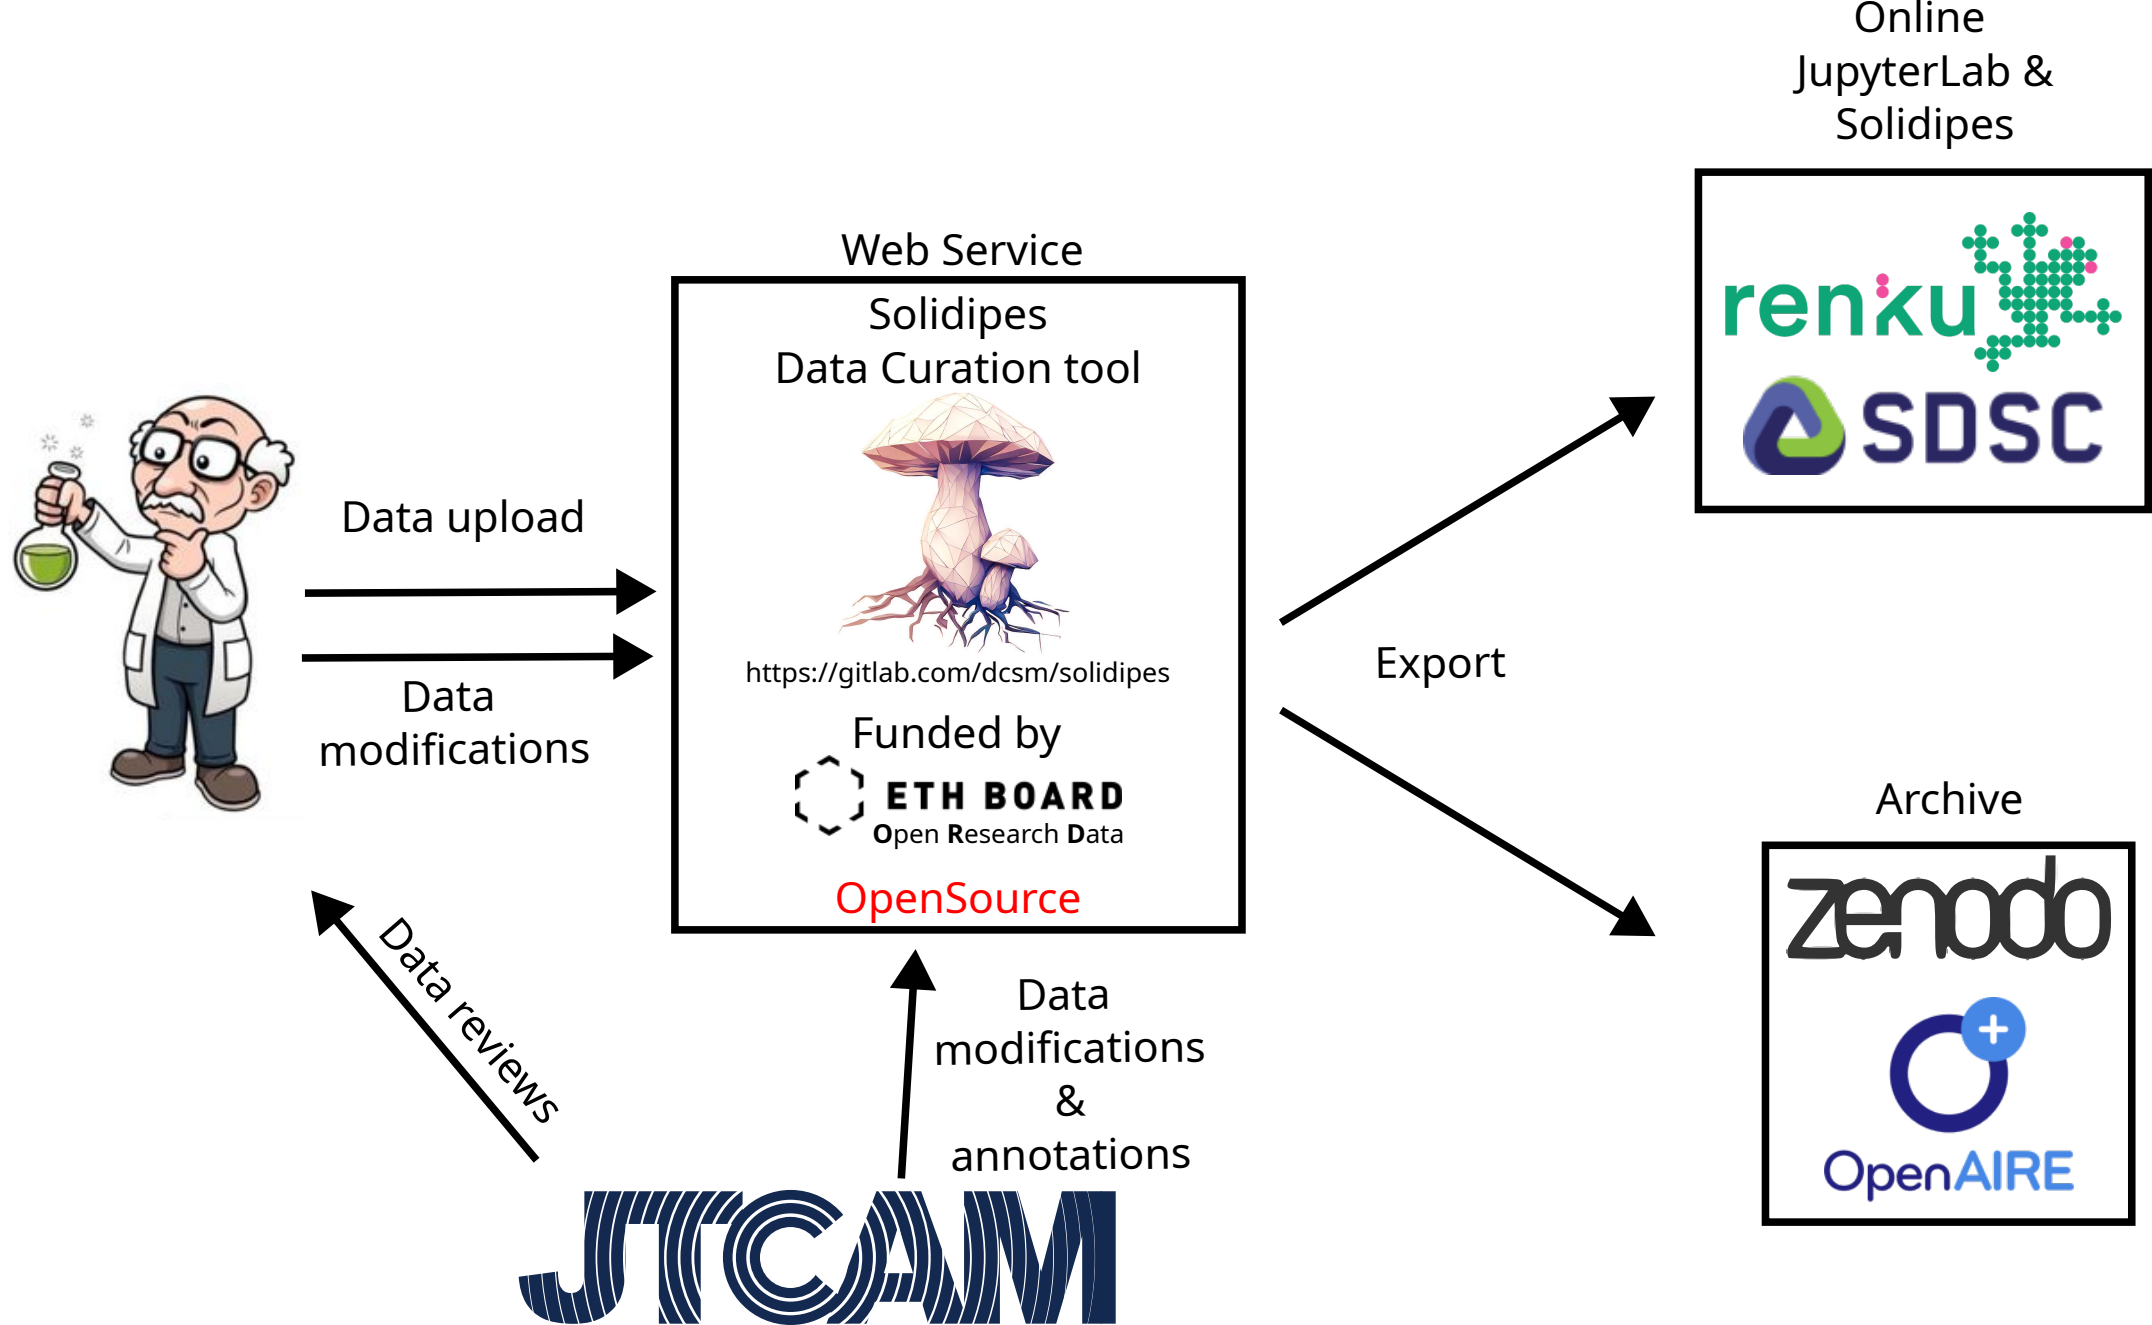 Online
JupyterLab &
Solidipes
renku
SDSC
Web Service
Solidipes
Data Curation tool
https://gitlab.com/dcsm/solidipes
Funded by
ETH BOARD
Open Research Data
OpenSource
Data upload
Data
modifications
Export
Archive
zenodo
OpenAIRE
Data reviews
Data
modifications
&
annotations
JTCAM